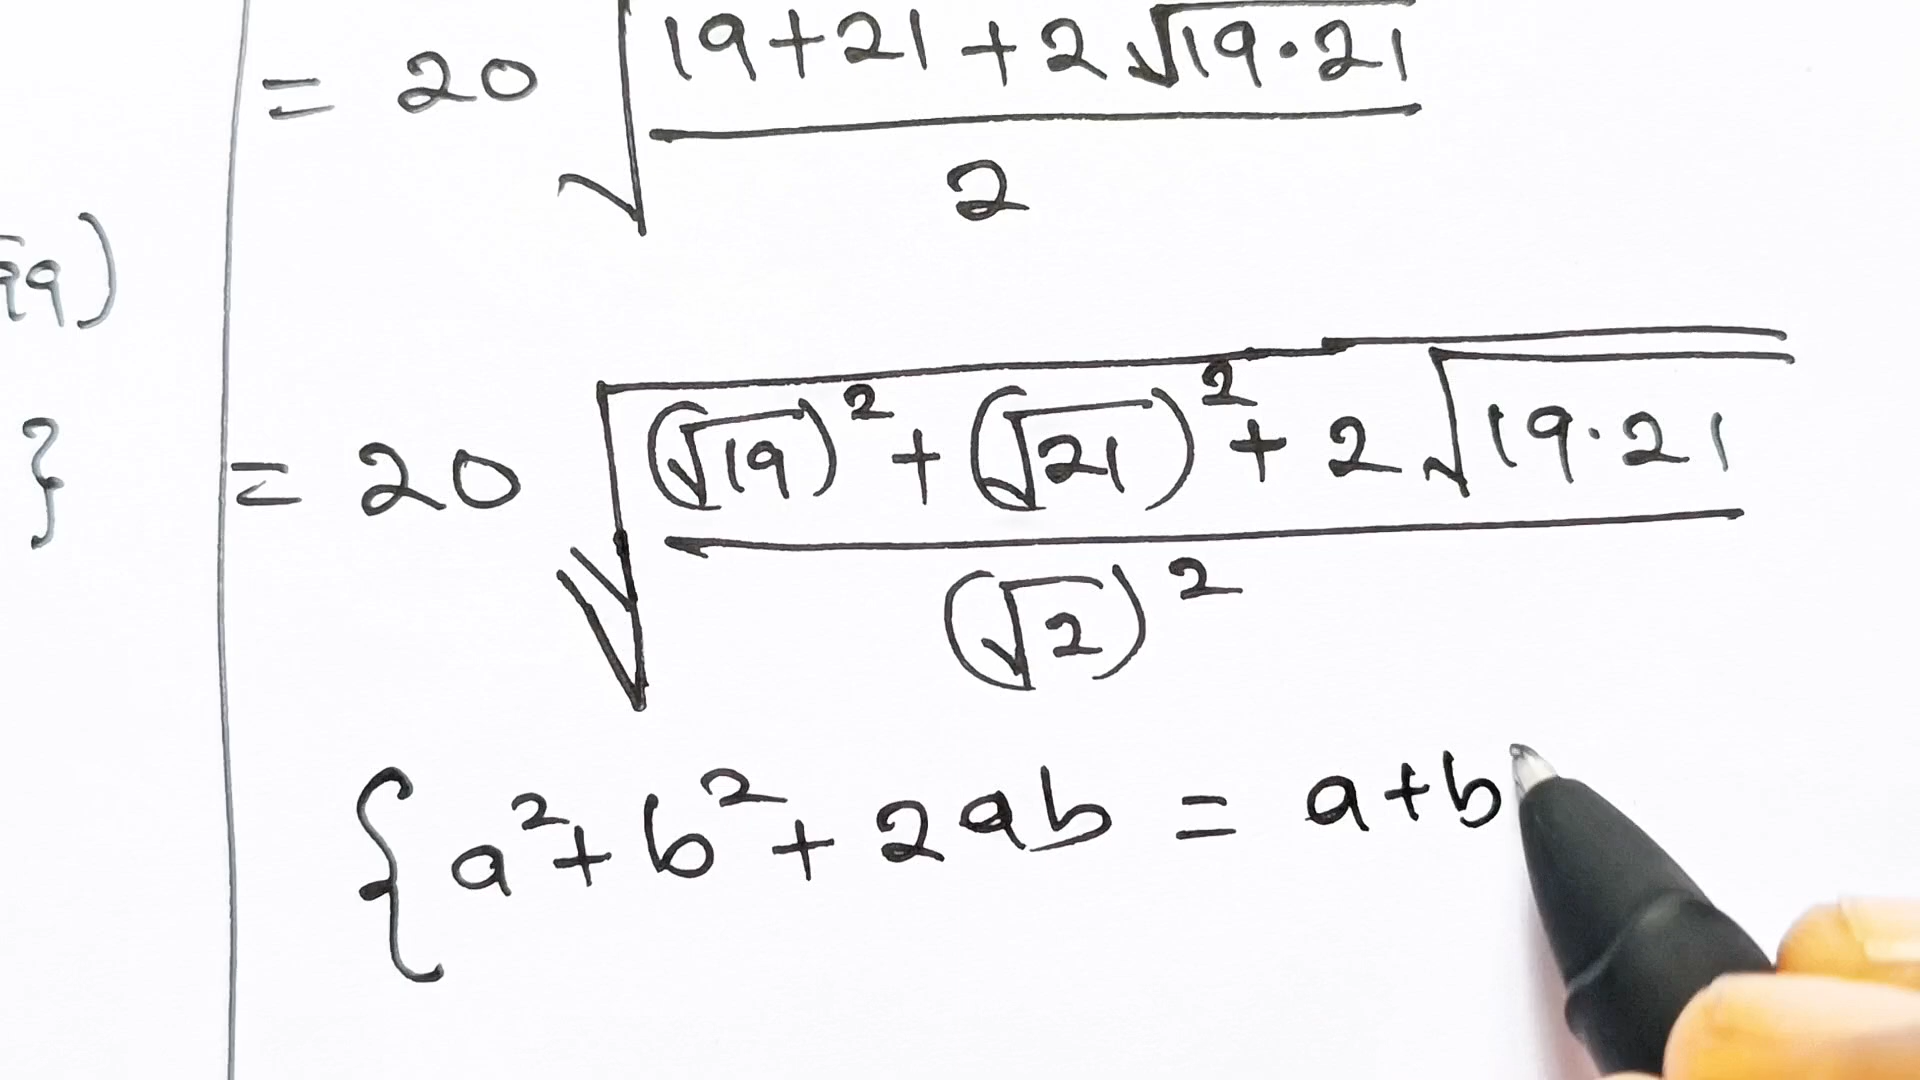 = 20 √((19+21+2√(19·21))/2)
99)
= 20 √(((√19)²+(√21)²+2√(19·21))/(√2)²)
}
{a²+b²+2ab = a+b